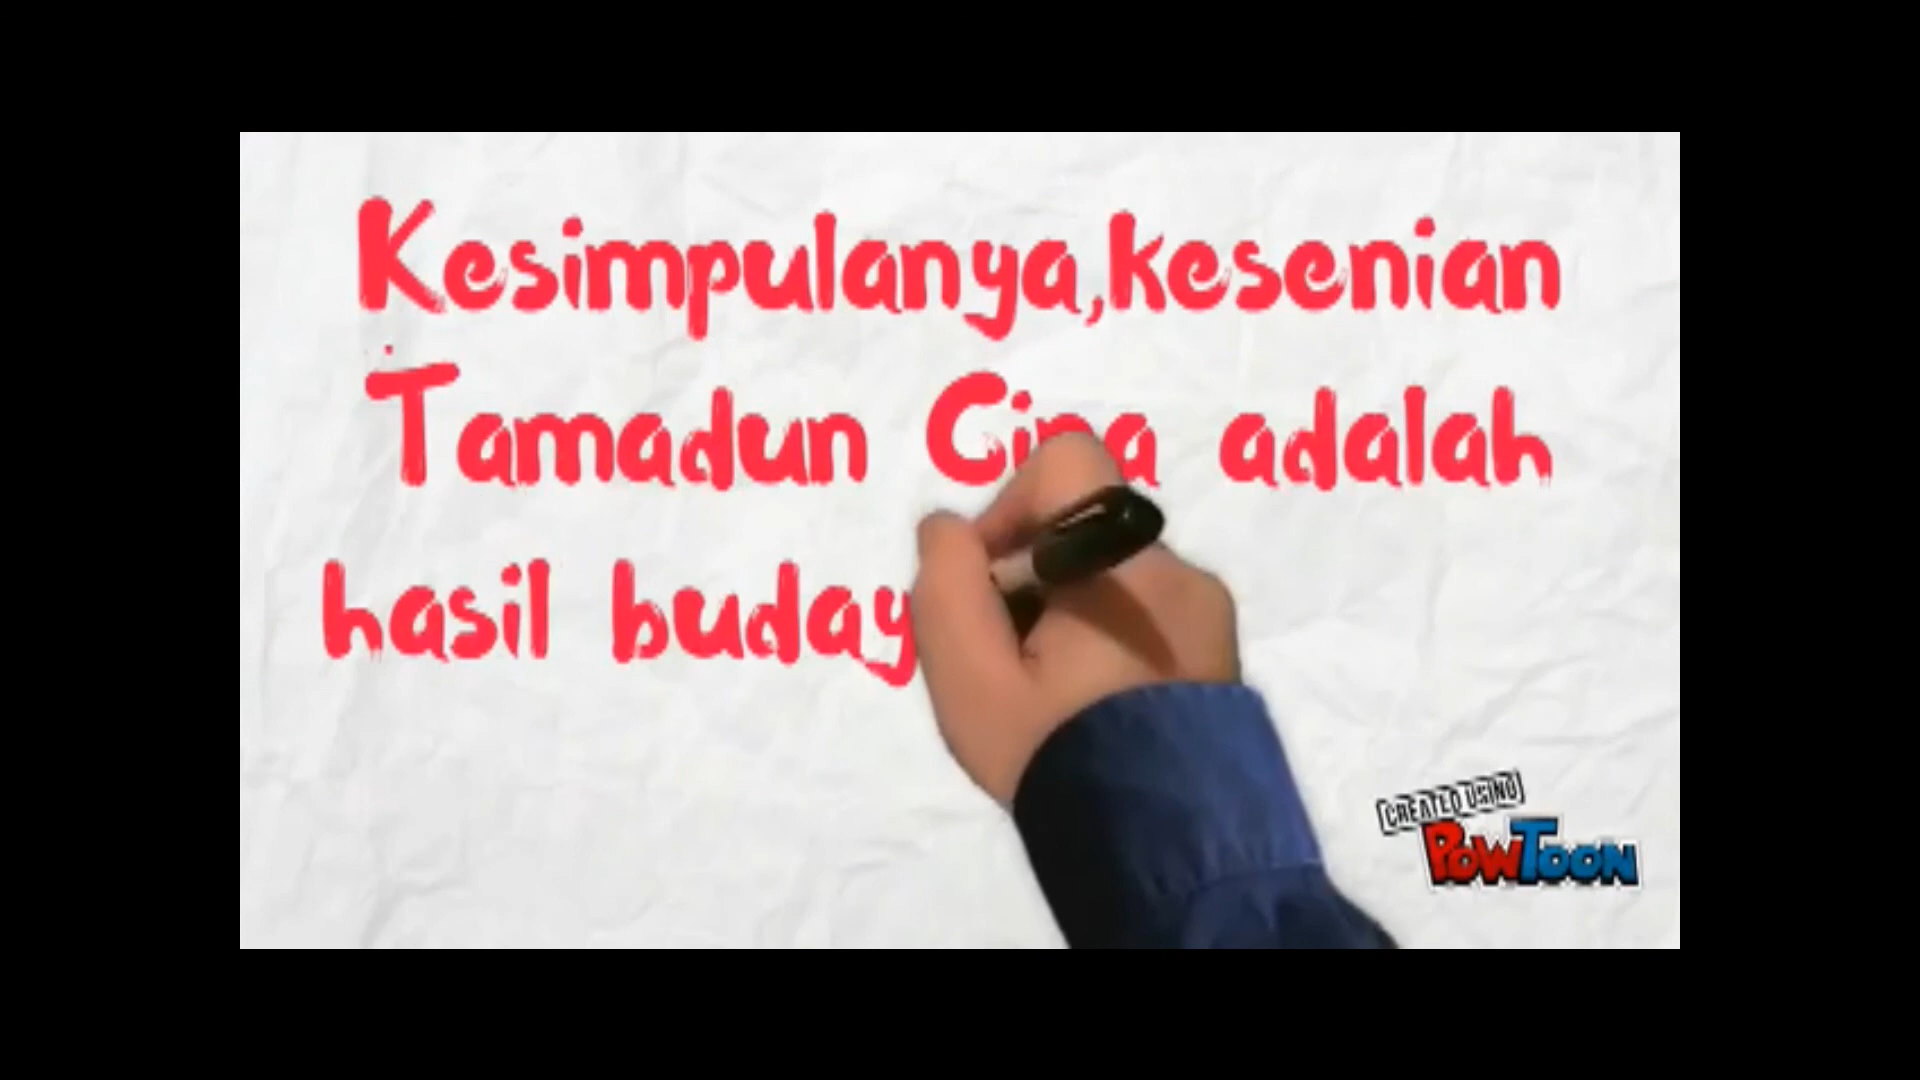 Kesimpulanya,kesenian
Tamadun Cina adalah
hasil buday
CREATED USING
POWTOON